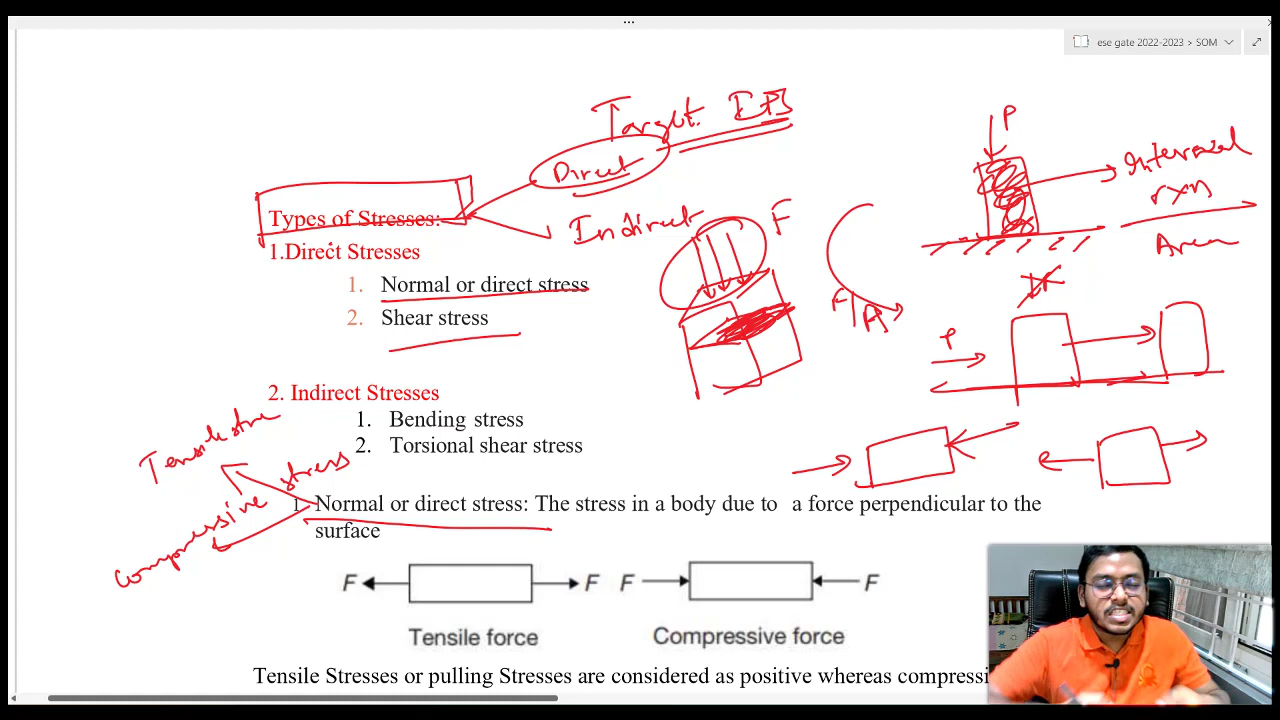 ese gate 2022-2023 > SOM
Target EPS
P
Direct
Internal
rxn
Area
Types of Stresses:
Indirect
F
1.Direct Stresses
1. Normal or direct stress
F/A
2. Shear stress
P
2. Indirect Stresses
1. Bending stress
2. Torsional shear stress
Tensile stre
compressive stress
1. Normal or direct stress: The stress in a body due to a force perpendicular to the
surface
F F F F
Tensile force Compressive force
Tensile Stresses or pulling Stresses are considered as positive whereas compressi